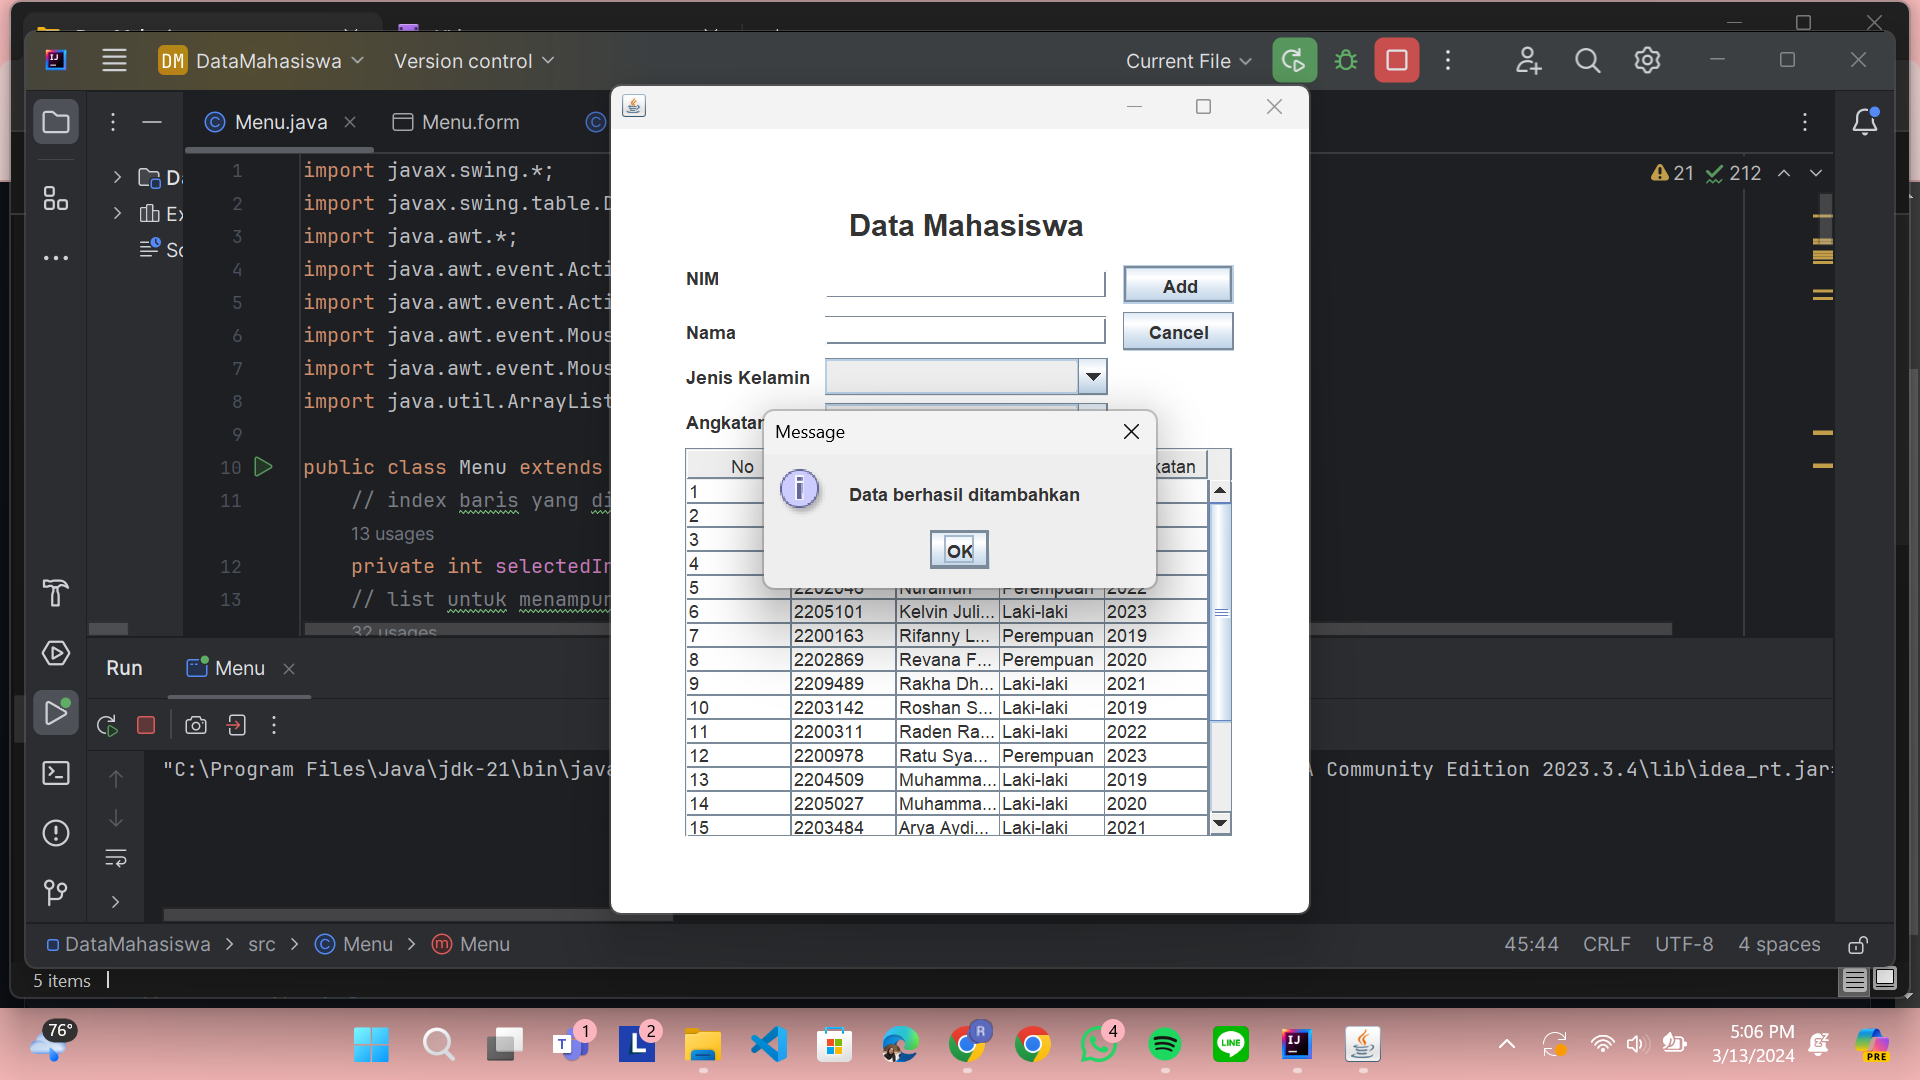 DM DataMahasiswa Version control Current File
Menu.java Menu.form
1 import javax.swing.*;
2 import javax.swing.table.D
3 import java.awt.*;
4 import java.awt.event.Acti
5 import java.awt.event.Acti
6 import java.awt.event.Mous
7 import java.awt.event.Mous
8 import java.util.ArrayList
9
10 public class Menu extends
11 // index baris yang di
13 usages
12 private int selectedIn
13 // list untuk menampun
32 usages
21 212
Da
Ex
Sc
Data Mahasiswa
NIM
Add
Nama
Cancel
Jenis Kelamin
Angkatan
Message
Data berhasil ditambahkan
OK
No katan
1
2
3
4
5 2202046 Nurainun Perempuan 2022
6 2205101 Kelvin Juli... Laki-laki 2023
7 2200163 Rifanny L... Perempuan 2019
8 2202869 Revana F... Perempuan 2020
9 2209489 Rakha Dh... Laki-laki 2021
10 2203142 Roshan S... Laki-laki 2019
11 2200311 Raden Ra... Laki-laki 2022
12 2200978 Ratu Sya... Perempuan 2023
13 2204509 Muhamma... Laki-laki 2019
14 2205027 Muhamma... Laki-laki 2020
15 2203484 Arya Aydi... Laki-laki 2021
Run Menu
"C:\Program Files\Java\jdk-21\bin\java
Community Edition 2023.3.4\lib\idea_rt.jar=
DataMahasiswa > src > Menu > Menu
45:44 CRLF UTF-8 4 spaces
5 items
76°
1
2
R
4
LINE
5:06 PM
3/13/2024
PRE